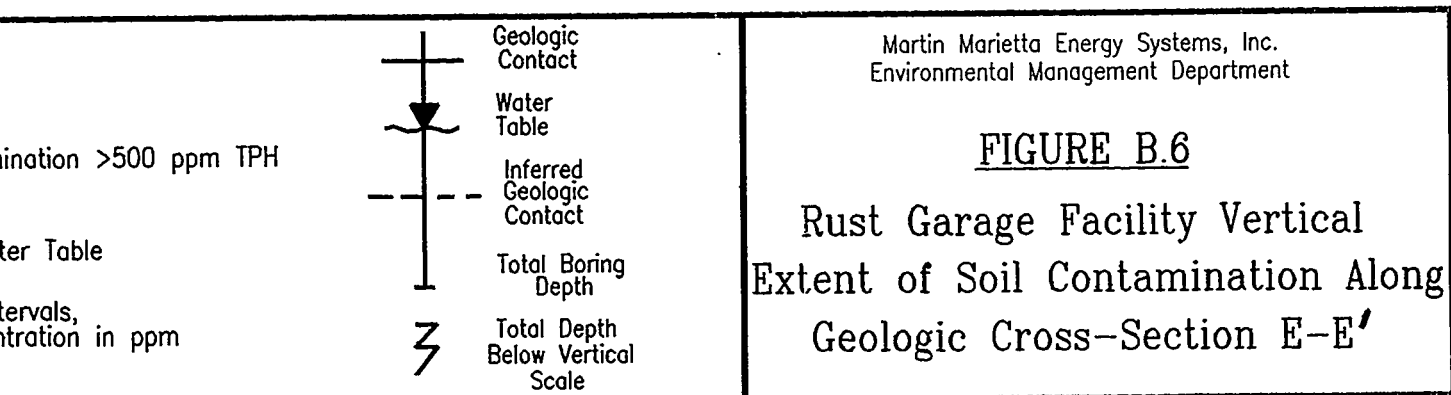 ination >500 ppm TPH
ter Table
tervals,
ntration in ppm
Geologic
Contact
Water
Table
Inferred
Geologic
Contact
Total Boring
Depth
Total Depth
Below Vertical
Scale
Martin Marietta Energy Systems, Inc.
Environmental Management Department
FIGURE B.6
Rust Garage Facility Vertical
Extent of Soil Contamination Along
Geologic Cross-Section E-E'